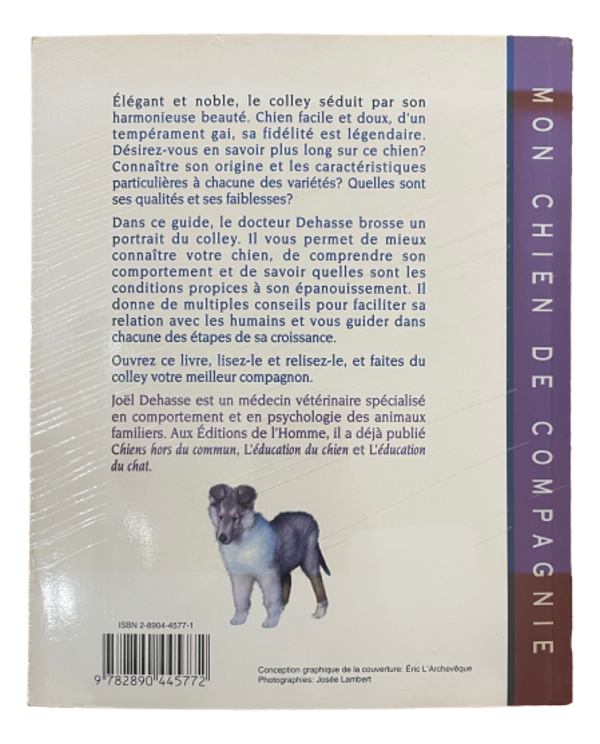 Élégant et noble, le colley séduit par son
harmonieuse beauté. Chien facile et doux, d'un
tempérament gai, sa fidélité est légendaire.
Désirez-vous en savoir plus long sur ce chien?
Connaître son origine et les caractéristiques
particulières à chacune des variétés? Quelles sont
ses qualités et ses faiblesses?
Dans ce guide, le docteur Dehasse brosse un
portrait du colley. Il vous permet de mieux
connaître votre chien, de comprendre son
comportement et de savoir quelles sont les
conditions propices à son épanouissement. Il
donne de multiples conseils pour faciliter sa
relation avec les humains et vous guider dans
chacune des étapes de sa croissance.
Ouvrez ce livre, lisez-le et relisez-le, et faites du
colley votre meilleur compagnon.
Joël Dehasse est un médecin vétérinaire spécialisé
en comportement et en psychologie des animaux
familiers. Aux Éditions de l'Homme, il a déjà publié
Chiens hors du commun, L'éducation du chien et L'éducation
du chat.
ISBN 2-8904-4577-1
9 782890 445772
Conception graphique de la couverture: Éric L'Archevêque
Photographies: Josée Lambert
MON CHIEN DE COMPAGNIE